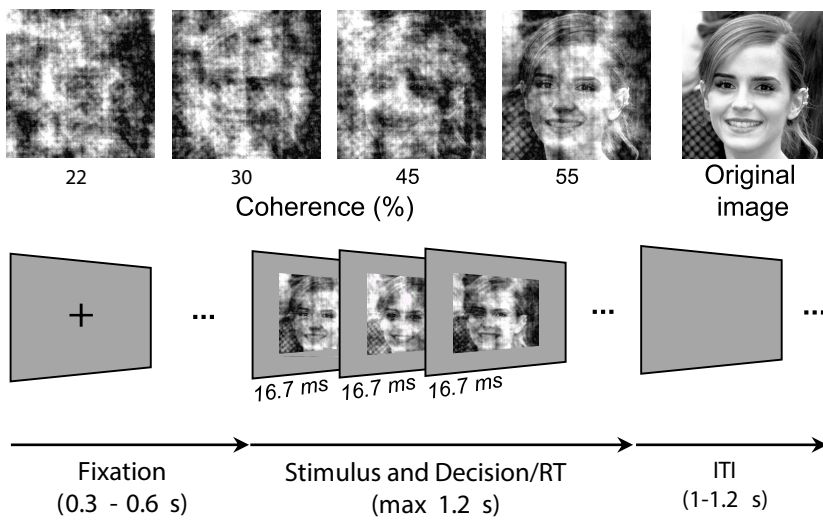 22 30 45 55
Coherence (%)
Original
image
+
...
...
...
16.7 ms 16.7 ms 16.7 ms
Fixation
(0.3 - 0.6 s)
Stimulus and Decision/RT
(max 1.2 s)
ITI
(1-1.2 s)